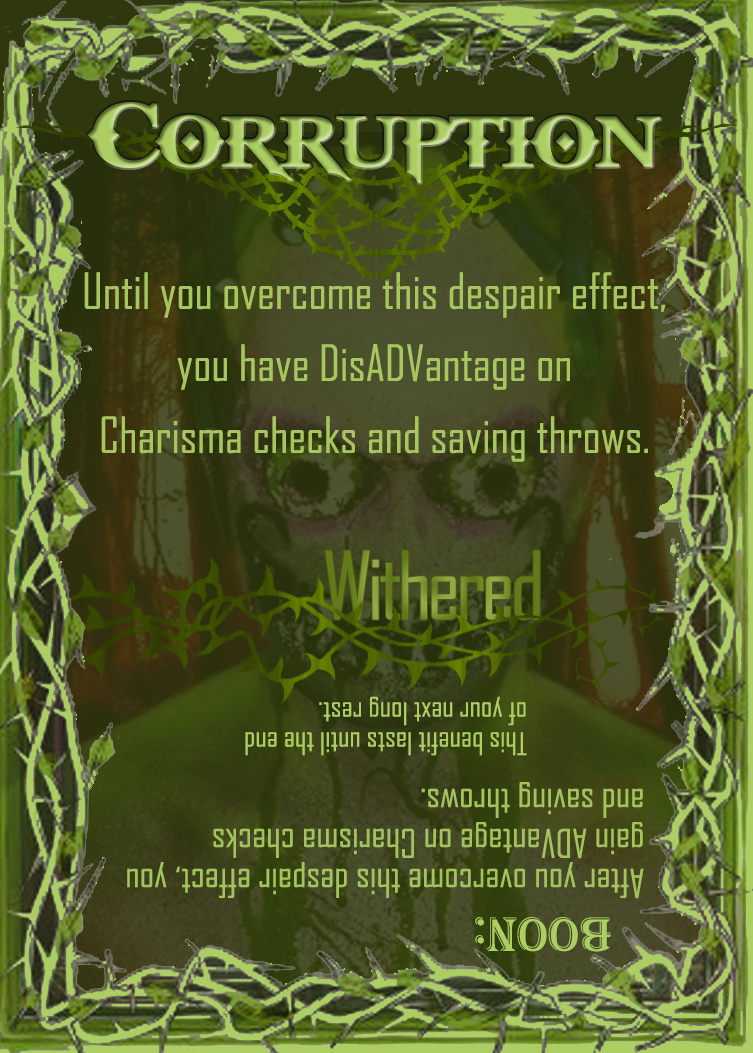 CORRUPTION
Until you overcome this despair effect,
you have DisADVantage on
Charisma checks and saving throws.
Withered
BOON:
After you overcome this despair effect, you
gain ADVantage on Charisma checks
and saving throws.
This benefit lasts until the end
of your next long rest.